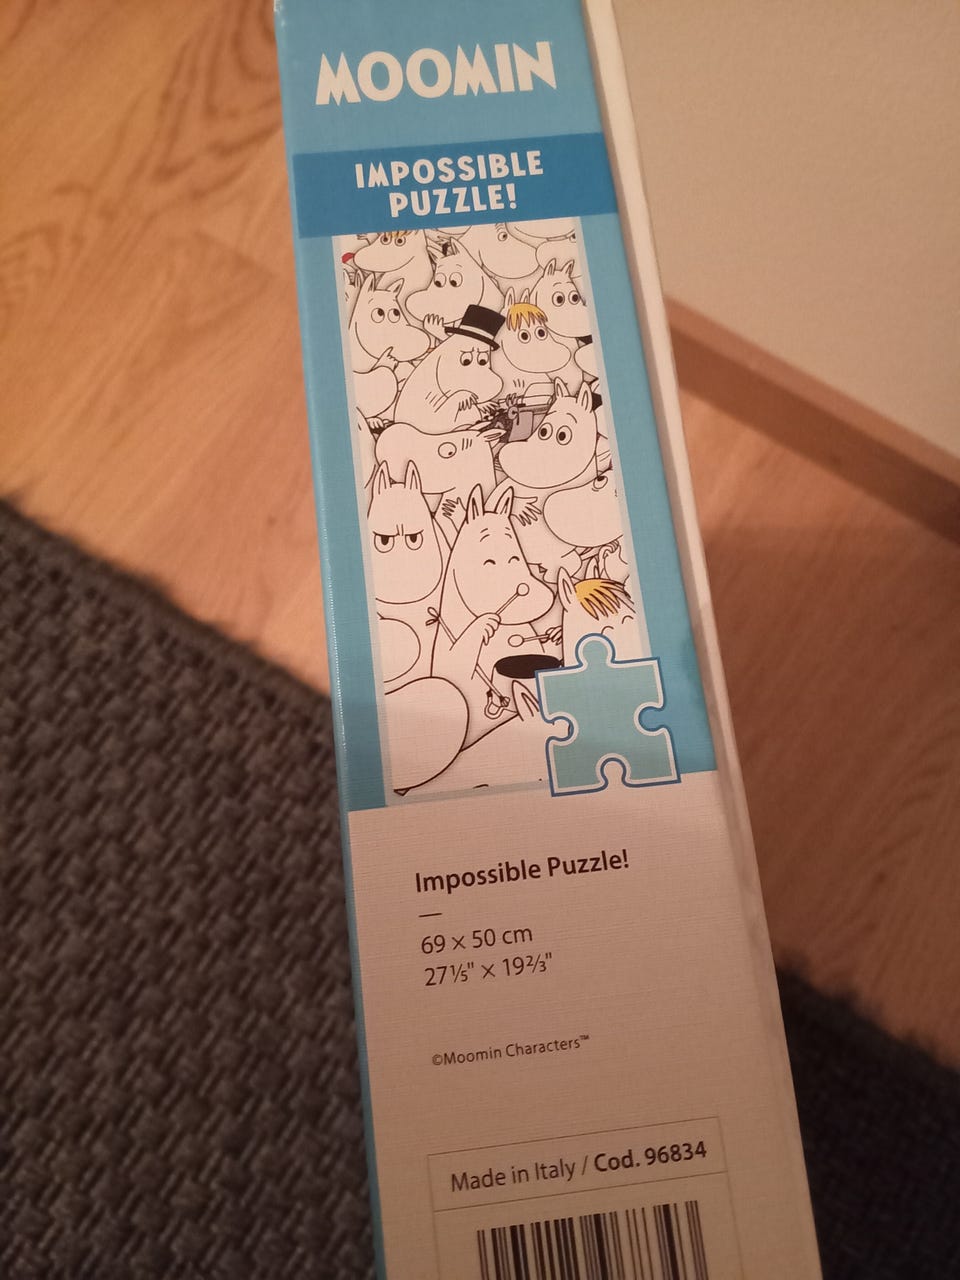 MOOMIN
IMPOSSIBLE
PUZZLE!
Impossible Puzzle!
69 × 50 cm
27⅕" × 19⅔"
©Moomin Characters™
Made in Italy / Cod. 96834